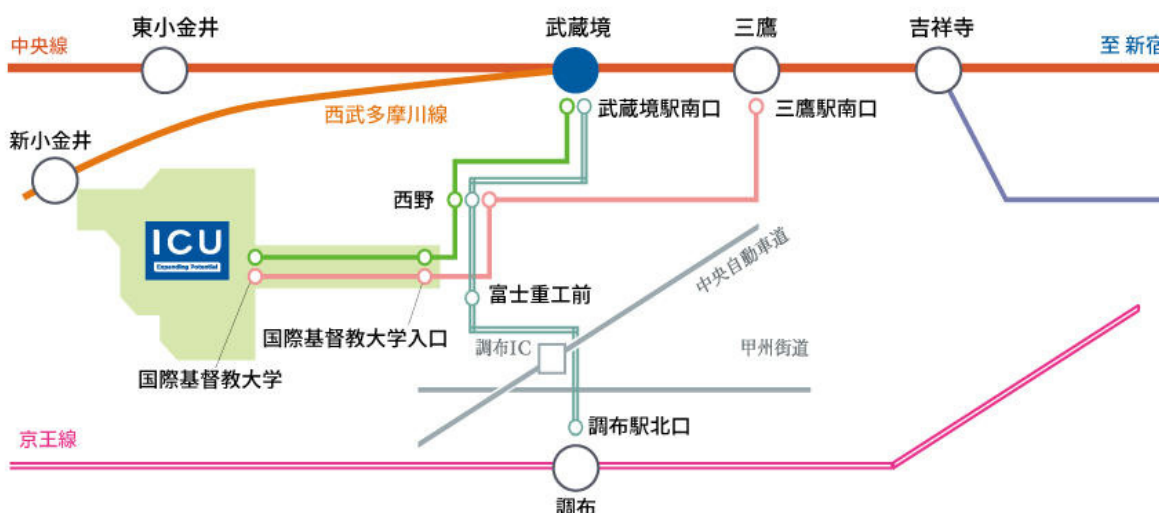 東小金井
武蔵境
三鷹
吉祥寺
中央線
至 新宿
西武多摩川線
武蔵境駅南口
三鷹駅南口
新小金井
西野
ICU
Expanding Potential
中央自動車道
富士重工前
国際基督教大学入口
調布IC
甲州街道
国際基督教大学
調布駅北口
京王線
調布